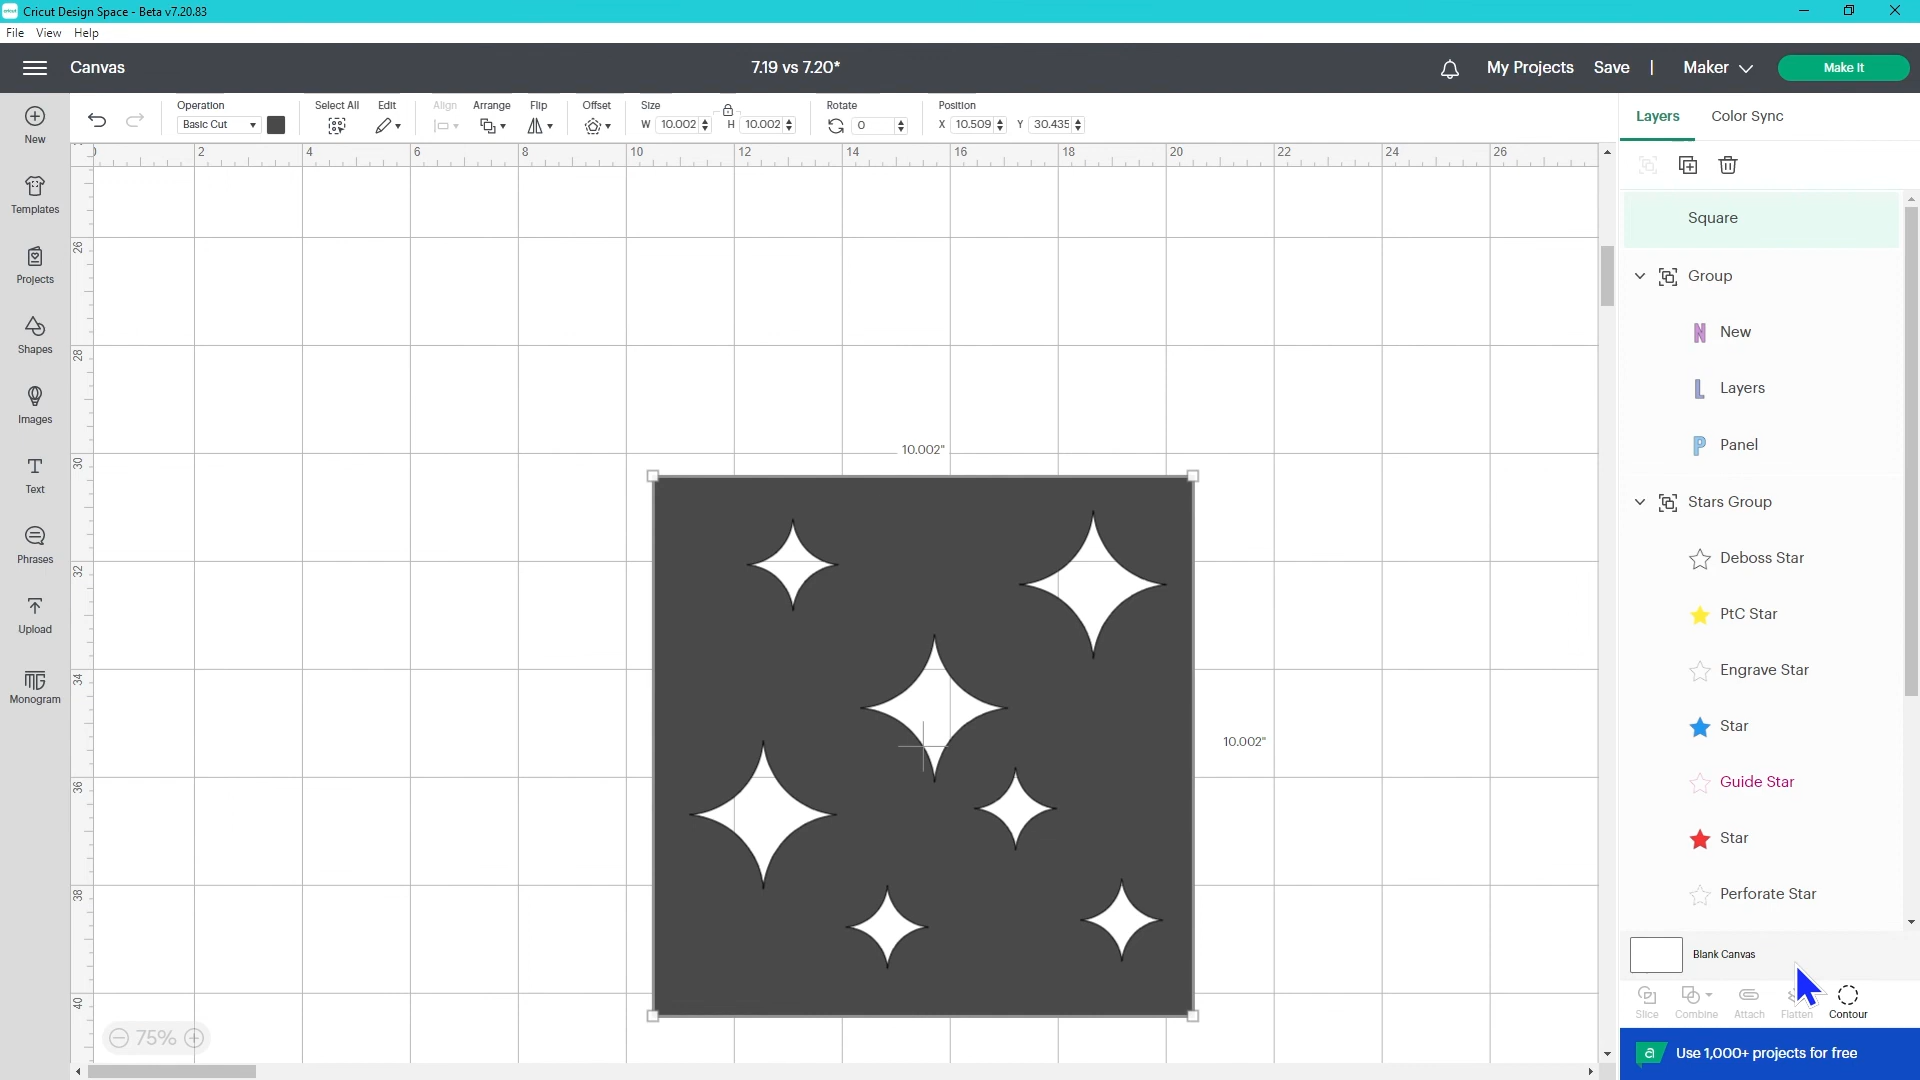 cricut Cricut Design Space - Beta v7.20.83
File View Help
Canvas 7.19 vs 7.20* My Projects Save | Maker Make It
Operation Select All Edit Align Arrange Flip Offset Size Rotate Position
Basic Cut W 10.002 H 10.002 0 X 10.509 Y 30.435
Layers Color Sync
New
Templates
Projects
Shapes
Images
Text
Phrases
Upload
Monogram
2 4 6 8 10 12 14 16 18 20 22 24 26
26
28
30
32
34
36
38
40
10.002"
10.002"
75%
Square
Group
N New
L Layers
P Panel
Stars Group
Deboss Star
PtC Star
Engrave Star
Star
Guide Star
Star
Perforate Star
Blank Canvas
Slice Combine Attach Flatten Contour
a Use 1,000+ projects for free